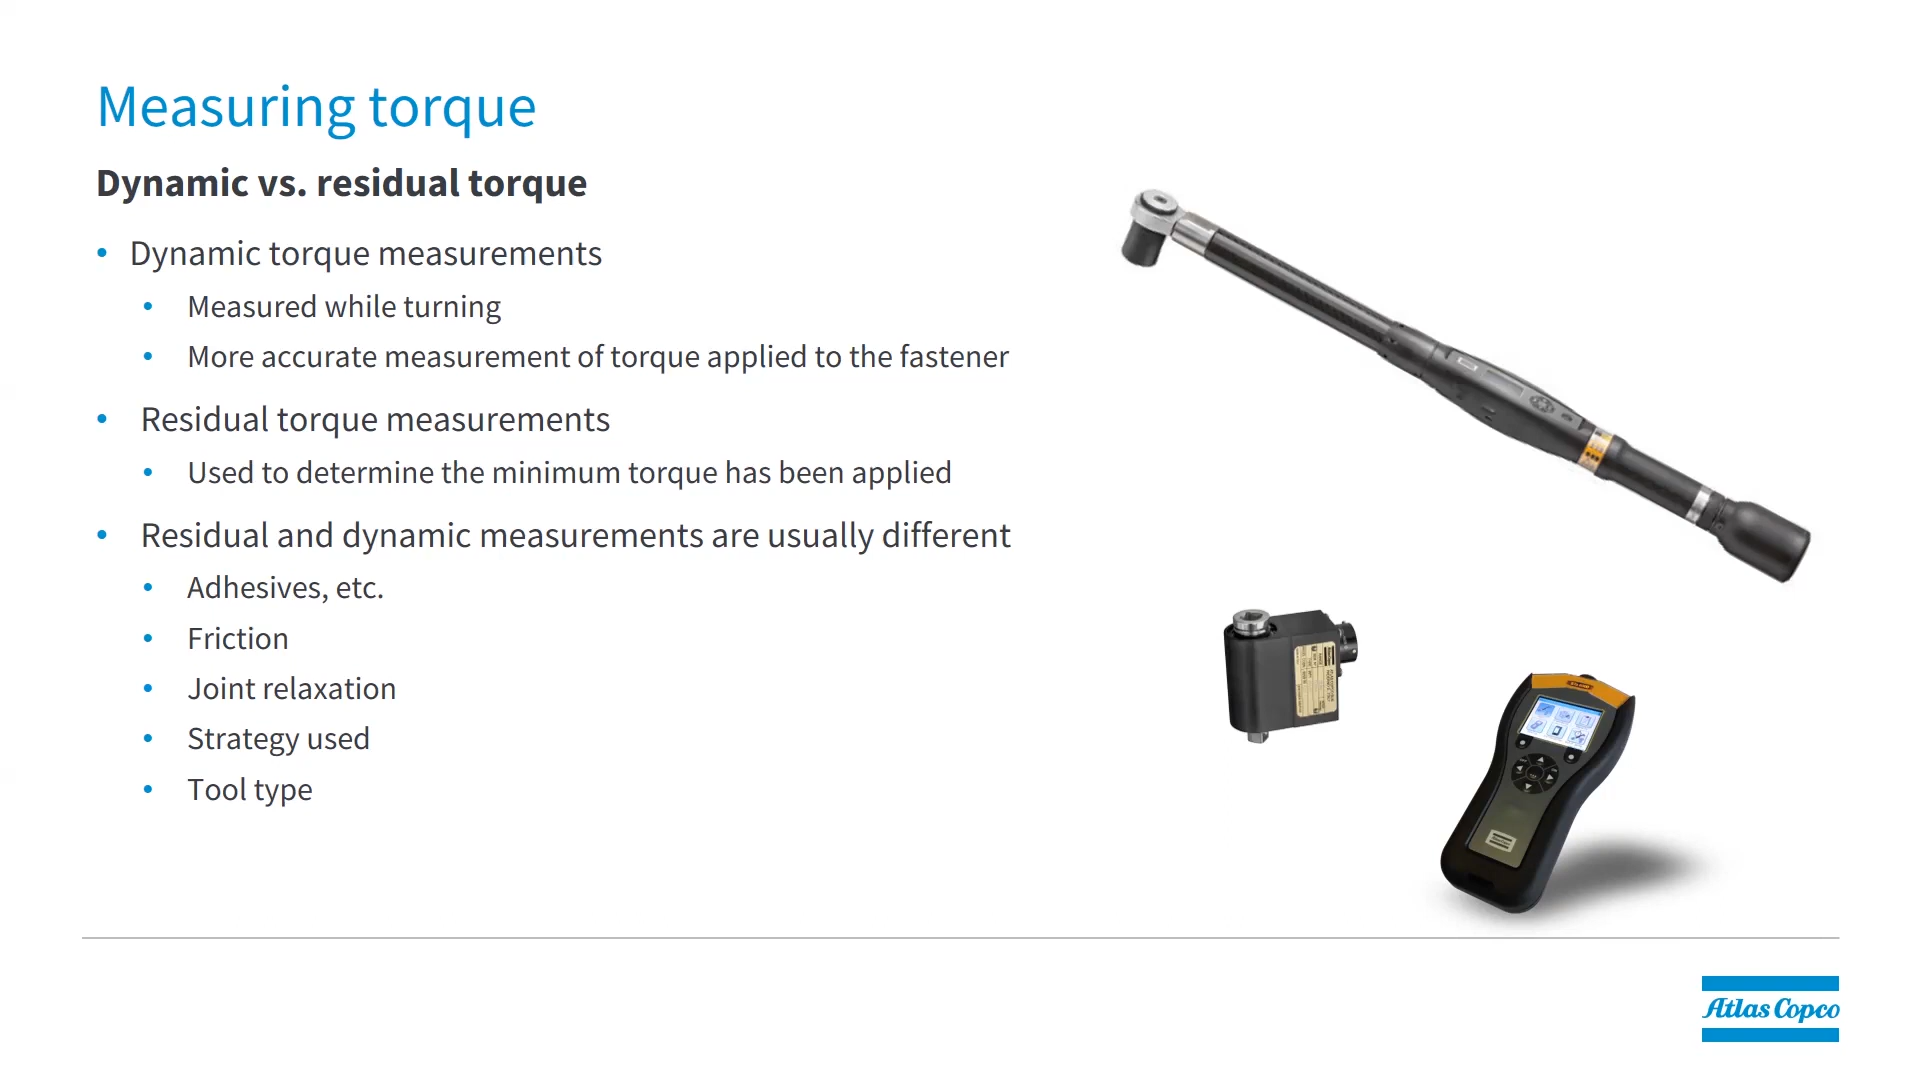 Measuring torque
Dynamic vs. residual torque
• Dynamic torque measurements
• Measured while turning
• More accurate measurement of torque applied to the fastener
• Residual torque measurements
• Used to determine the minimum torque has been applied
• Residual and dynamic measurements are usually different
• Adhesives, etc.
• Friction
• Joint relaxation
• Strategy used
• Tool type
Atlas Copco